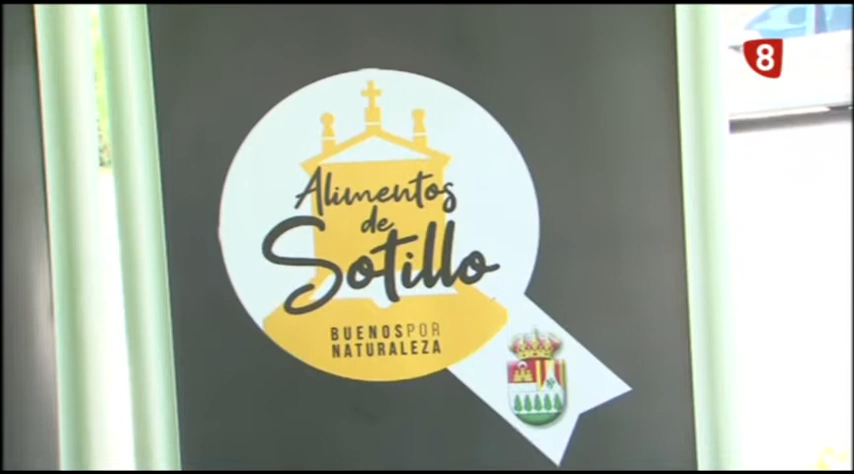 8
Alimentos
de
Sotillo
BUENOS POR
NATURALEZA